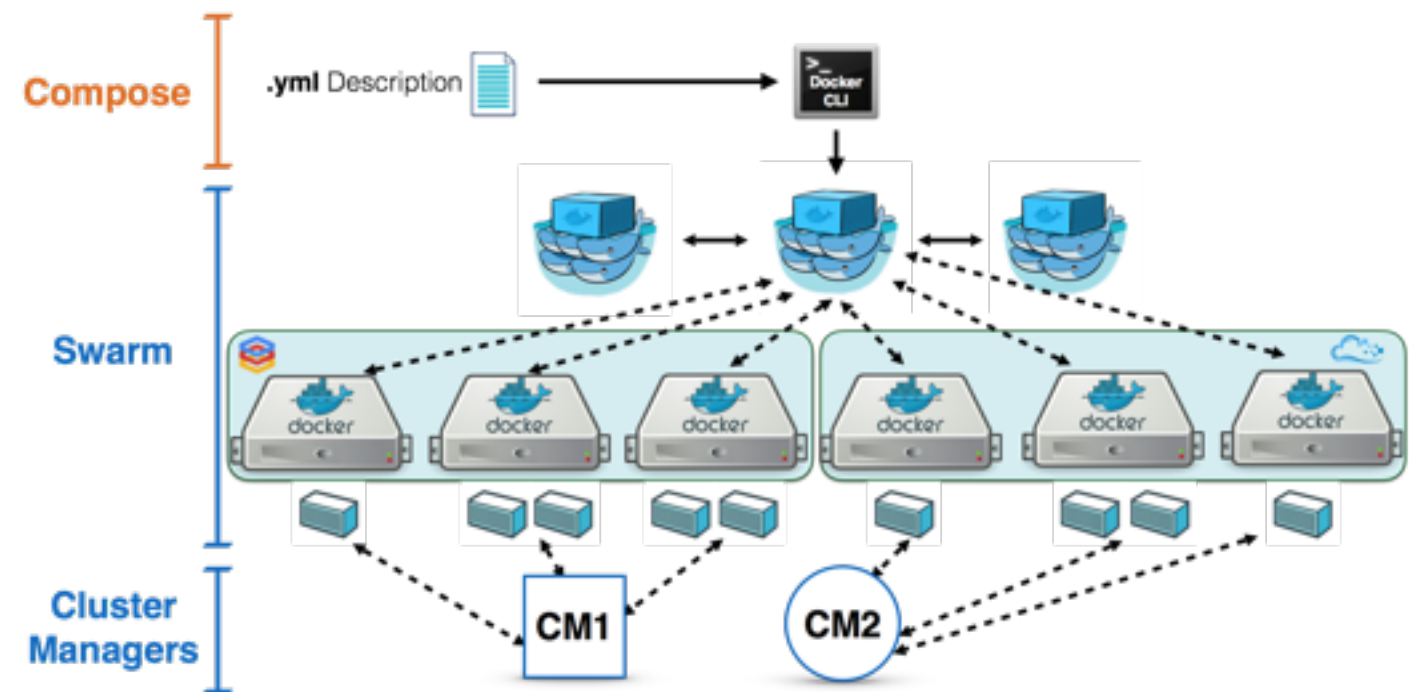 Compose
.yml Description
>_
Docker
CLI
Swarm
docker
docker
docker
docker
docker
docker
Cluster
Managers
CM1
CM2